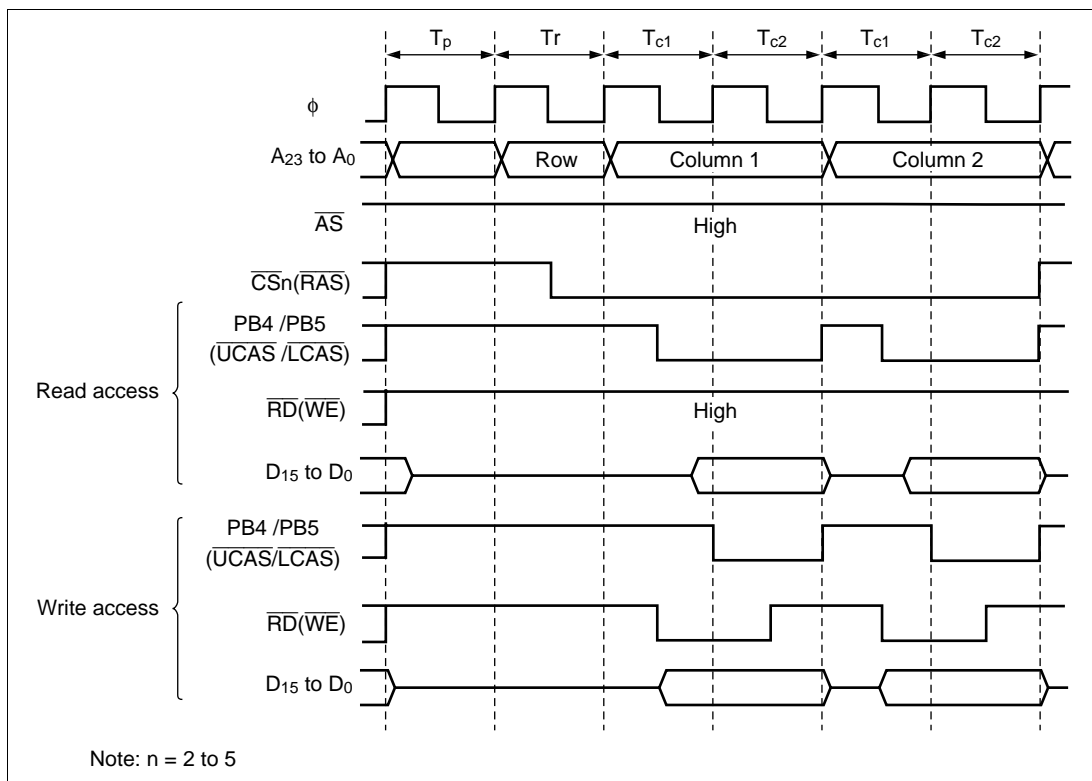 Tp Tr Tc1 Tc2 Tc1 Tc2
φ
A23 to A0 Row Column 1 Column 2
AS High
CSn(RAS)
PB4 /PB5
(UCAS /LCAS)
Read access
RD(WE) High
D15 to D0
PB4 /PB5
(UCAS/LCAS)
Write access
RD(WE)
D15 to D0
Note: n = 2 to 5